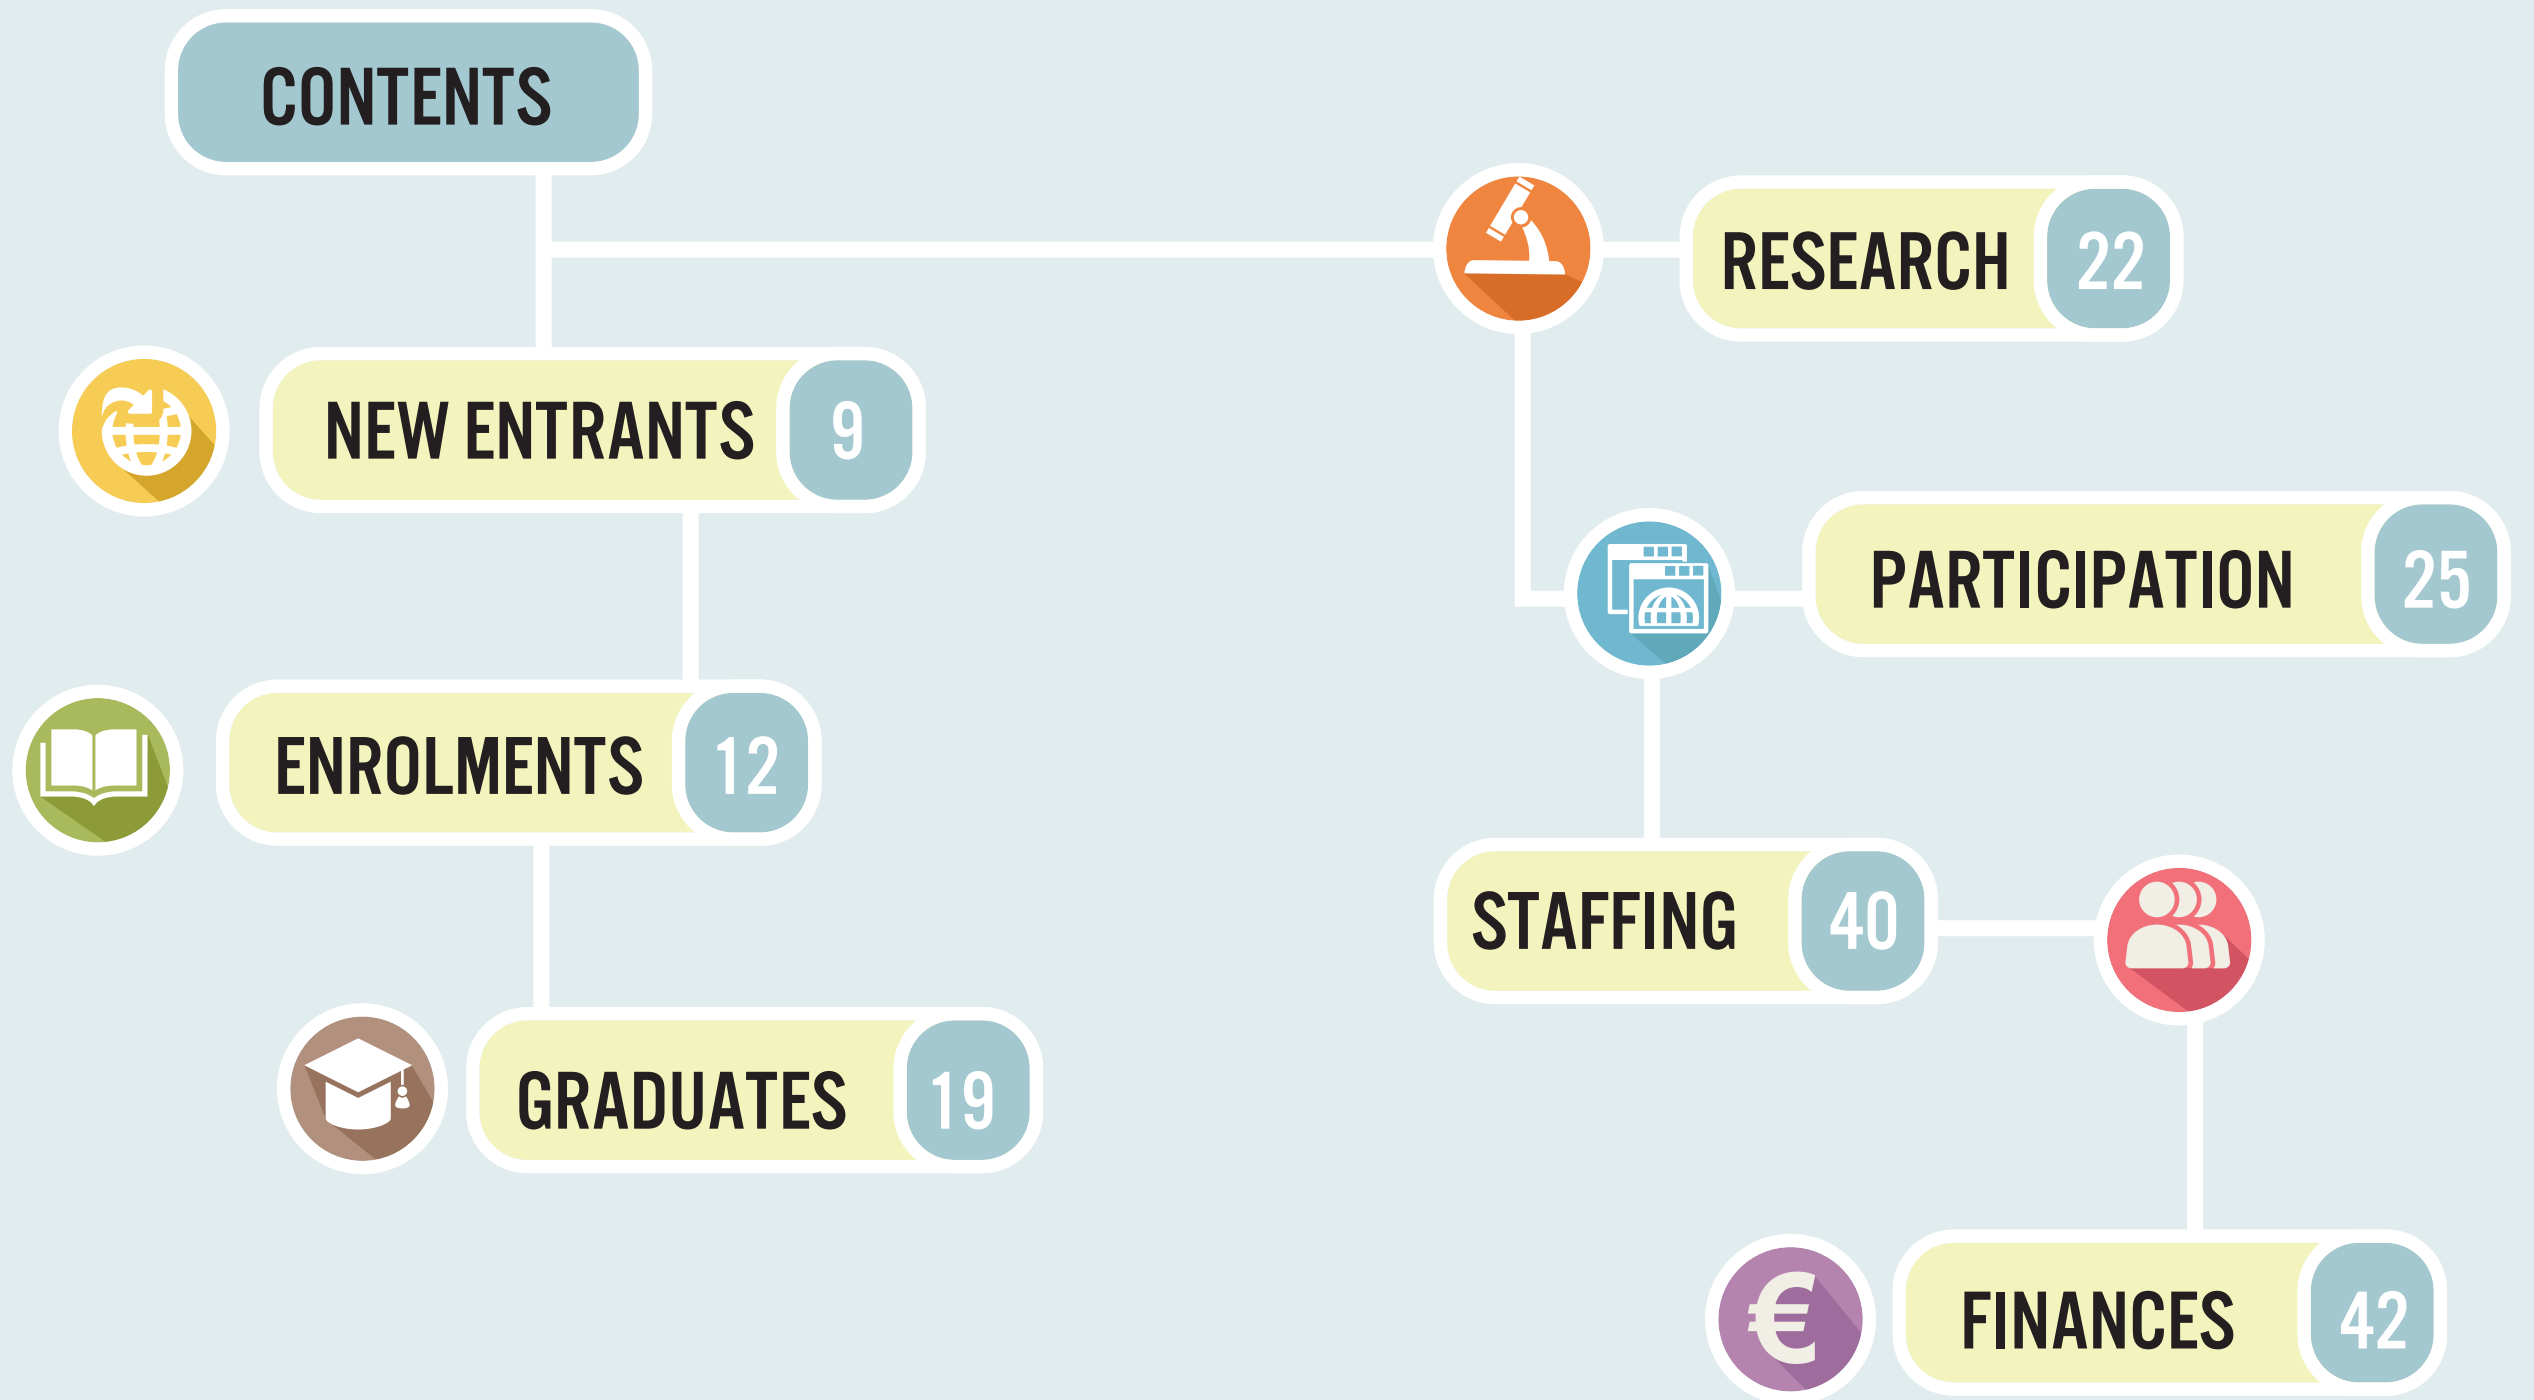 CONTENTS
NEW ENTRANTS 9
ENROLMENTS 12
GRADUATES 19
RESEARCH 22
PARTICIPATION 25
STAFFING 40
€ FINANCES 42